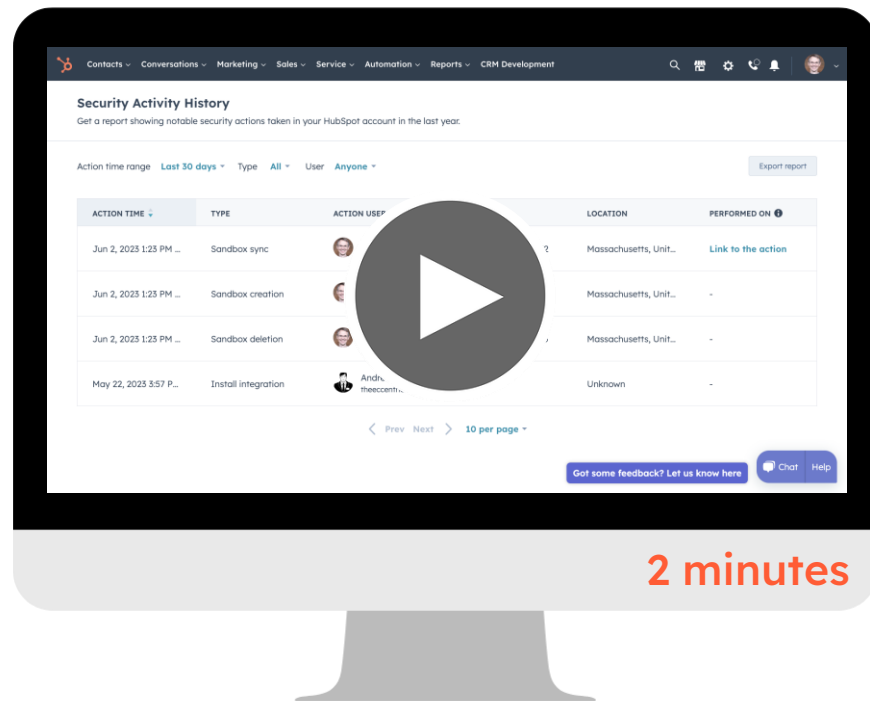 Contacts Conversations Marketing Sales Service Automation Reports CRM Development
Security Activity History
Get a report showing notable security actions taken in your HubSpot account in the last year.
Action time range Last 30 days Type All User Anyone Export report
ACTION TIME TYPE ACTION USER LOCATION PERFORMED ON
Jun 2, 2023 1:23 PM ... Sandbox sync Massachusetts, Unit... Link to the action
Jun 2, 2023 1:23 PM ... Sandbox creation Massachusetts, Unit... -
Jun 2, 2023 1:23 PM ... Sandbox deletion Massachusetts, Unit... -
May 22, 2023 3:57 P... Install integration Unknown -
Prev Next 10 per page
Got some feedback? Let us know here Chat Help
2 minutes